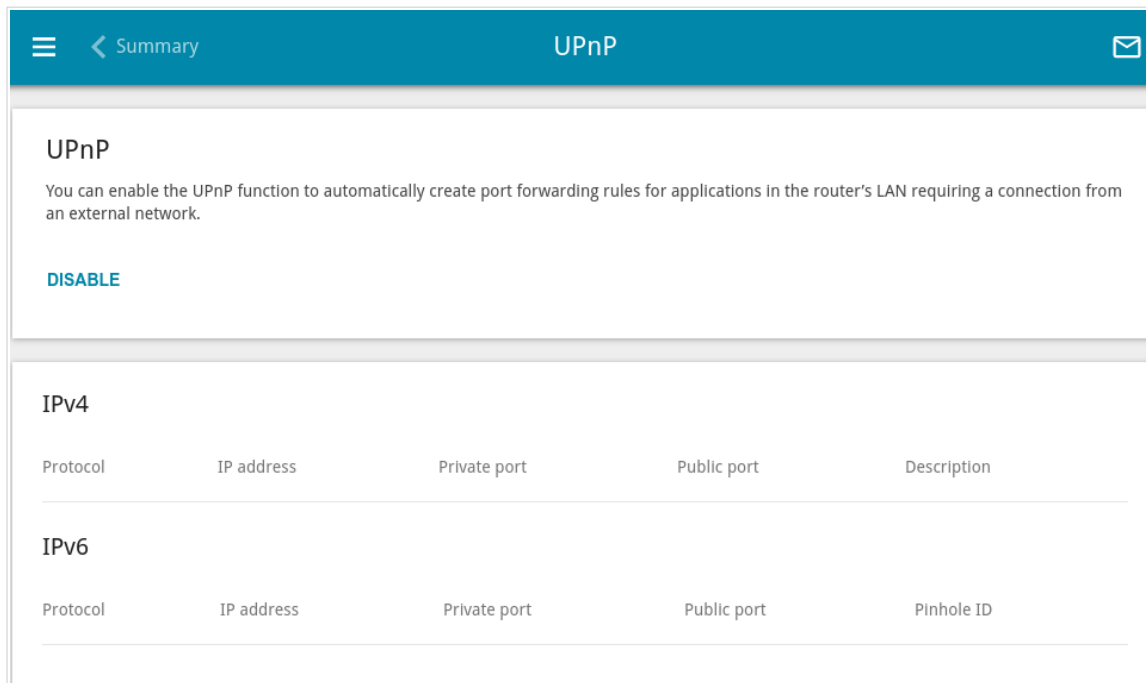 Summary
UPnP
UPnP
You can enable the UPnP function to automatically create port forwarding rules for applications in the router’s LAN requiring a connection from
an external network.
DISABLE
IPv4
Protocol IP address Private port Public port Description
IPv6
Protocol IP address Private port Public port Pinhole ID